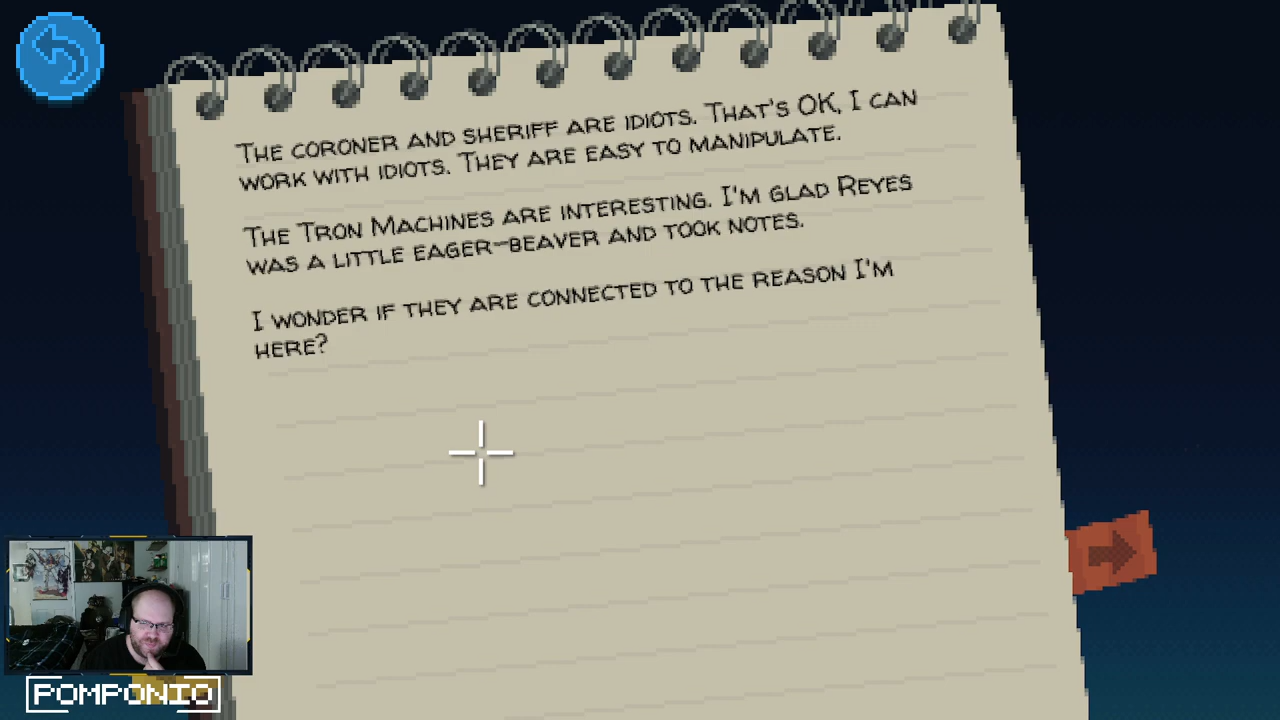 The coroner and sheriff are idiots. That's OK, I can
work with idiots. They are easy to manipulate.
The Tron Machines are interesting. I'm glad Reyes
was a little eager-beaver and took notes.
I wonder if they are connected to the reason I'm
here?
POMPONIO